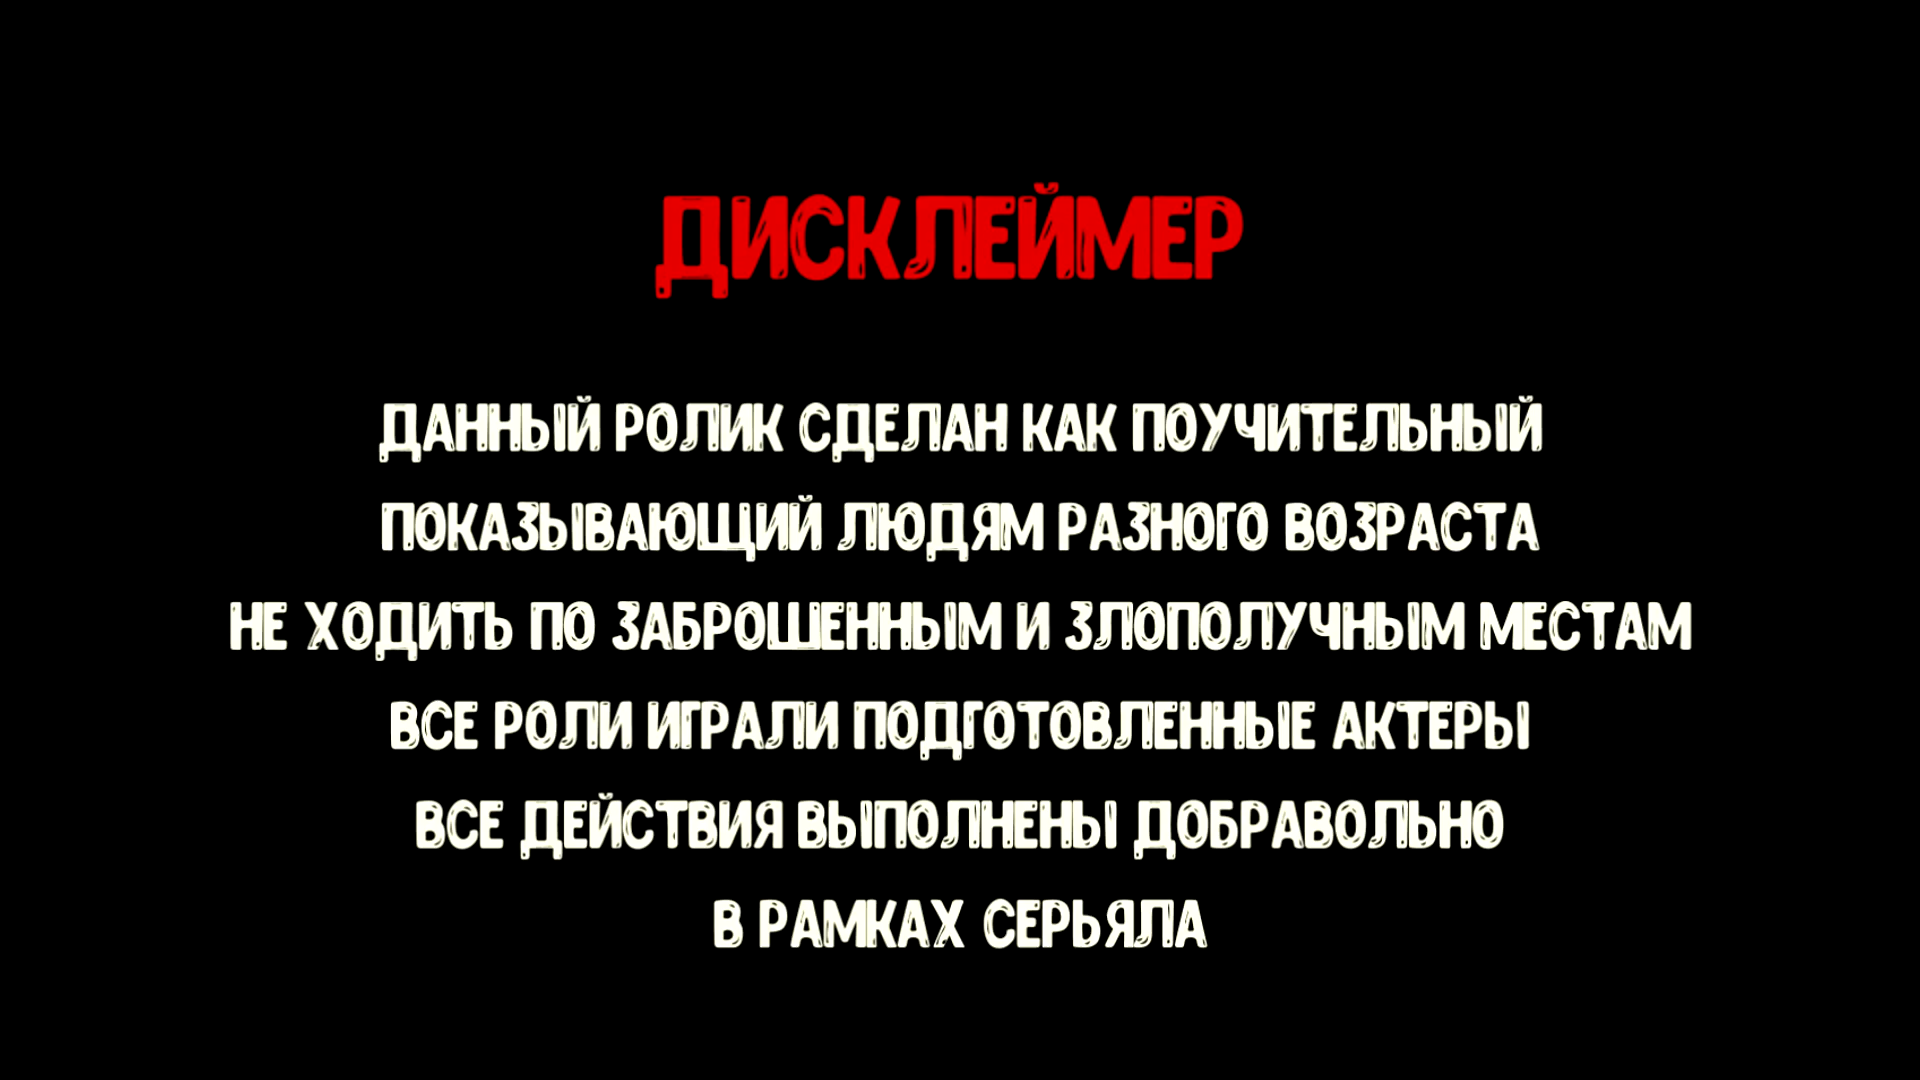 ДИСКЛЕЙМЕР
ДАННЫЙ РОЛИК СДЕЛАН КАК ПОУЧИТЕЛЬНЫЙ
ПОКАЗЫВАЮЩИЙ ЛЮДЯМ РАЗНОГО ВОЗРАСТА
НЕ ХОДИТЬ ПО ЗАБРОШЕННЫМ И ЗЛОПОЛУЧНЫМ МЕСТАМ
ВСЕ РОЛИ ИГРАЛИ ПОДГОТОВЛЕННЫЕ АКТЕРЫ
ВСЕ ДЕЙСТВИЯ ВЫПОЛНЕНЫ ДОБРАВОЛЬНО
В РАМКАХ СЕРЬЯЛА